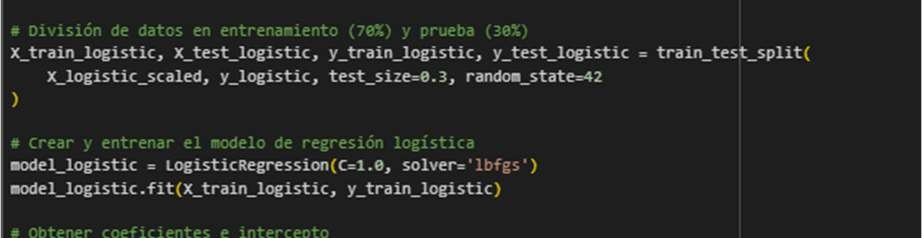 # División de datos en entrenamiento (70%) y prueba (30%)
X_train_logistic, X_test_logistic, y_train_logistic, y_test_logistic = train_test_split(
    X_logistic_scaled, y_logistic, test_size=0.3, random_state=42
)
# Crear y entrenar el modelo de regresión logística
model_logistic = LogisticRegression(C=1.0, solver='lbfgs')
model_logistic.fit(X_train_logistic, y_train_logistic)
# Obtener coeficientes e intercepto